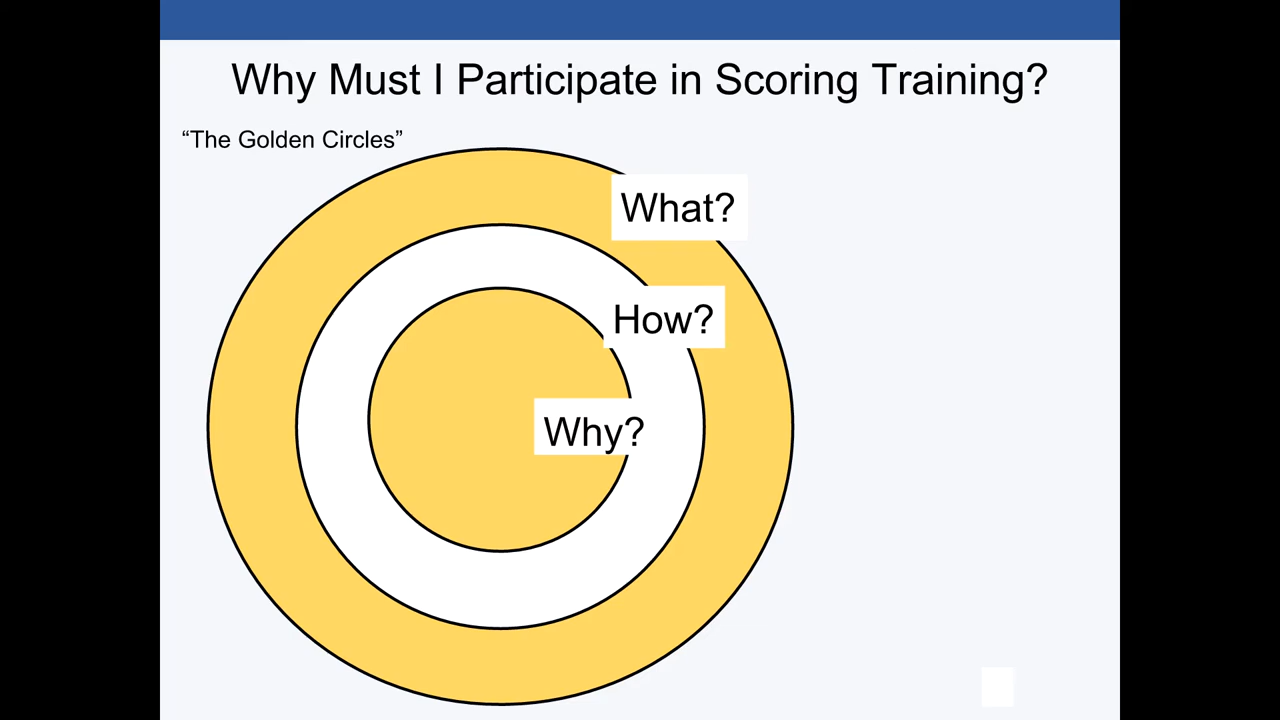 Why Must I Participate in Scoring Training?
“The Golden Circles”
What?
How?
Why?